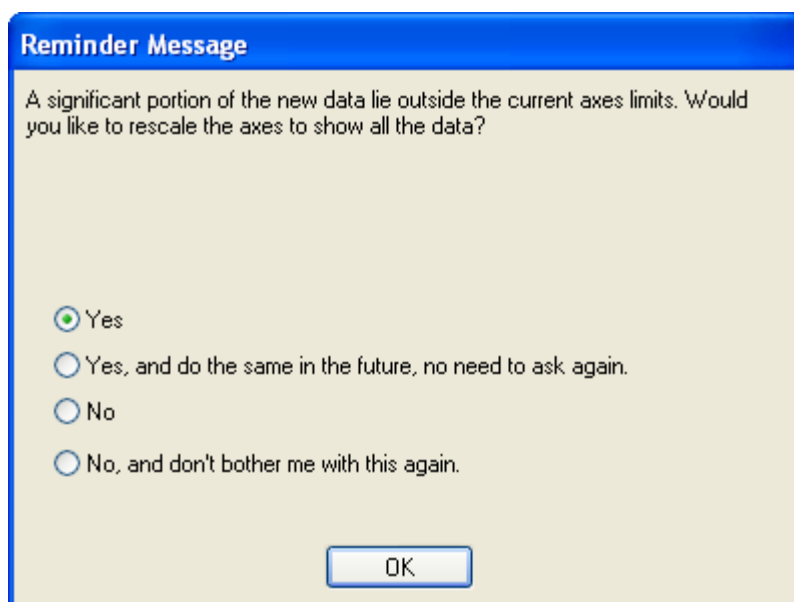 Reminder Message
A significant portion of the new data lie outside the current axes limits. Would
you like to rescale the axes to show all the data?
Yes
Yes, and do the same in the future, no need to ask again.
No
No, and don't bother me with this again.
OK